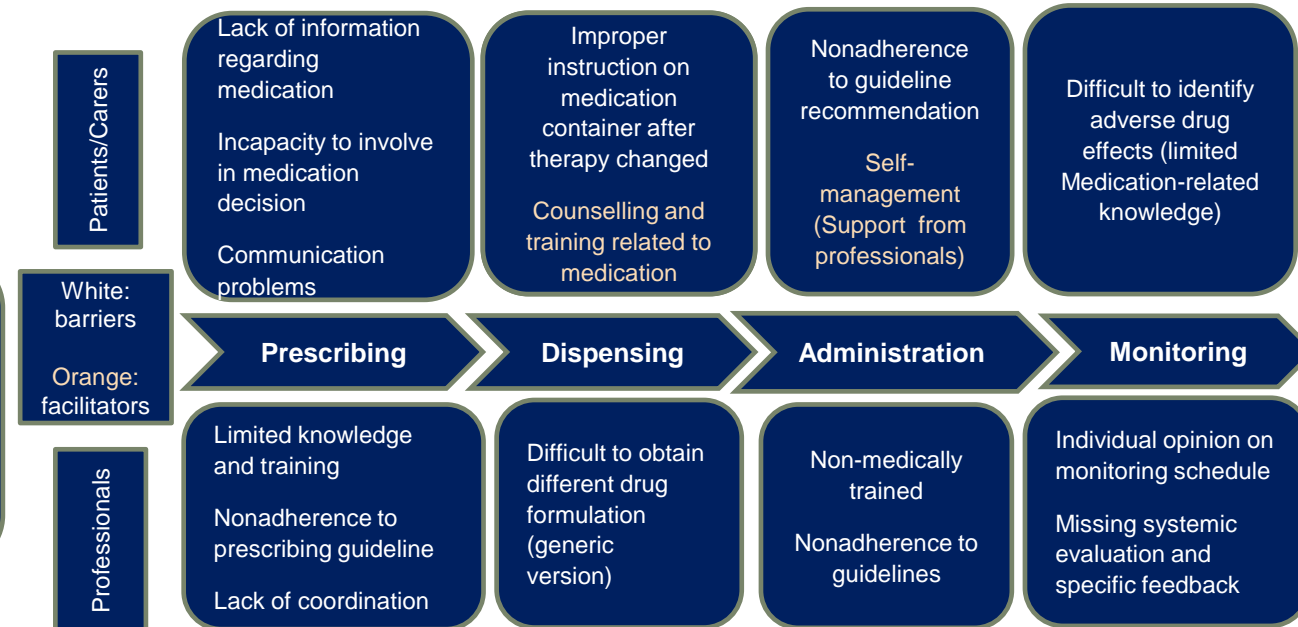 Patients/Carers
Lack of information
regarding
medication
Incapacity to involve
in medication
decision
Communication
problems
Improper
instruction on
medication
container after
therapy changed
Counselling and
training related to
medication
Nonadherence
to guideline
recommendation
Self-
management
(Support from
professionals)
Difficult to identify
adverse drug
effects (limited
Medication-related
knowledge)
White:
barriers
Orange:
facilitators
Prescribing
Dispensing
Administration
Monitoring
Professionals
Limited knowledge
and training
Nonadherence to
prescribing guideline
Lack of coordination
Difficult to obtain
different drug
formulation
(generic
version)
Non-medically
trained
Nonadherence to
guidelines
Individual opinion on
monitoring schedule
Missing systemic
evaluation and
specific feedback